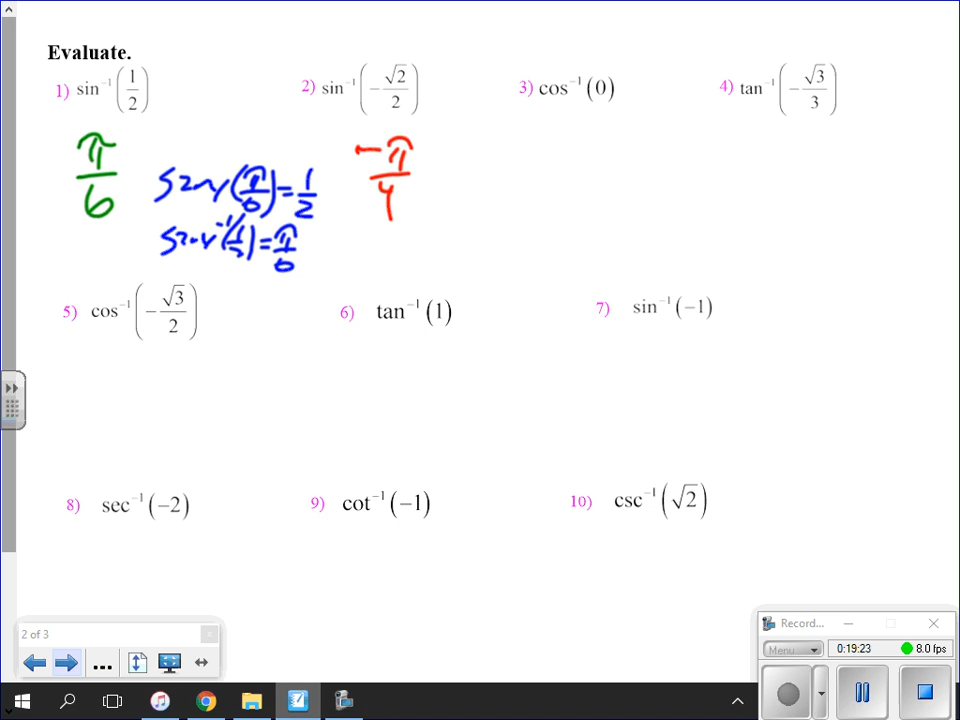 Evaluate.
1) sin⁻¹(1/2)
2) sin⁻¹(-√2/2)
3) cos⁻¹(0)
4) tan⁻¹(-√3/3)
π/6
sin(π/6)=1/2
sin⁻¹(1/2)=π/6
-π/4
5) cos⁻¹(-√3/2)
6) tan⁻¹(1)
7) sin⁻¹(-1)
8) sec⁻¹(-2)
9) cot⁻¹(-1)
10) csc⁻¹(√2)
2 of 3
...
Record...
Menu
0:19:23
8.0 fps